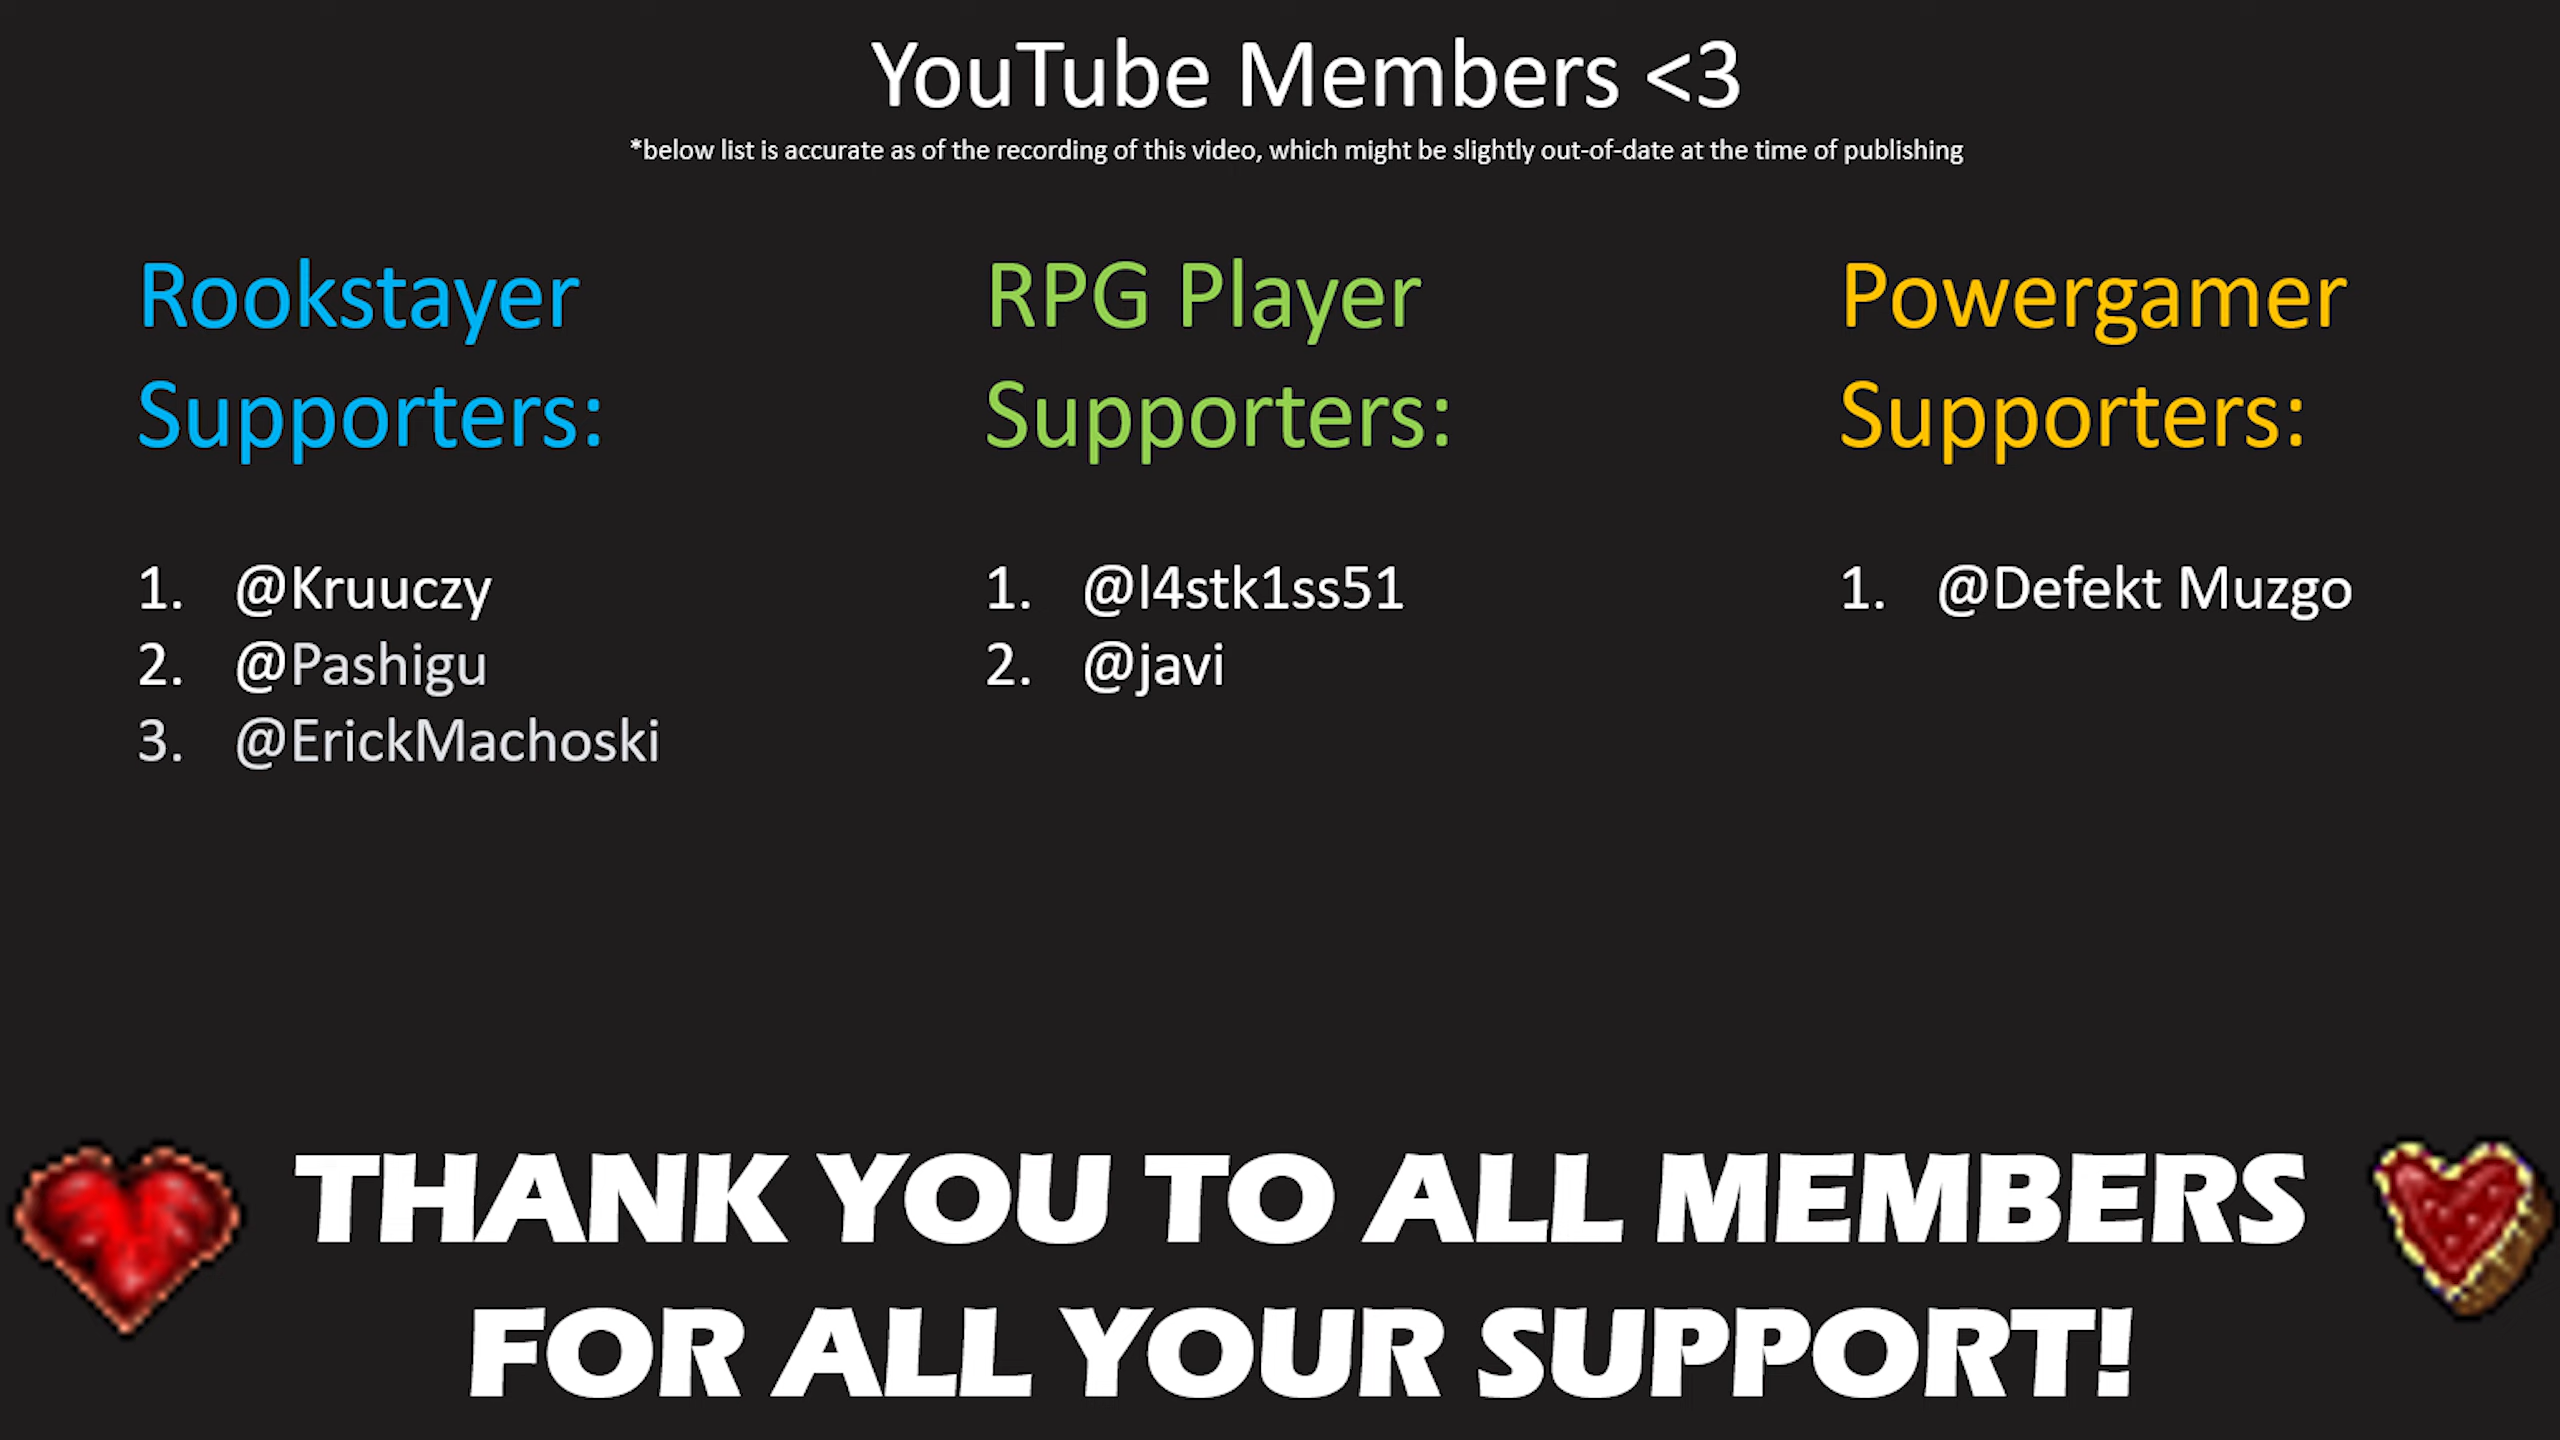 YouTube Members <3
*below list is accurate as of the recording of this video, which might be slightly out-of-date at the time of publishing
Rookstayer
Supporters:
1. @Kruuczy
2. @Pashigu
3. @ErickMachoski
RPG Player
Supporters:
1. @l4stk1ss51
2. @javi
Powergamer
Supporters:
1. @Defekt Muzgo
THANK YOU TO ALL MEMBERS
FOR ALL YOUR SUPPORT!